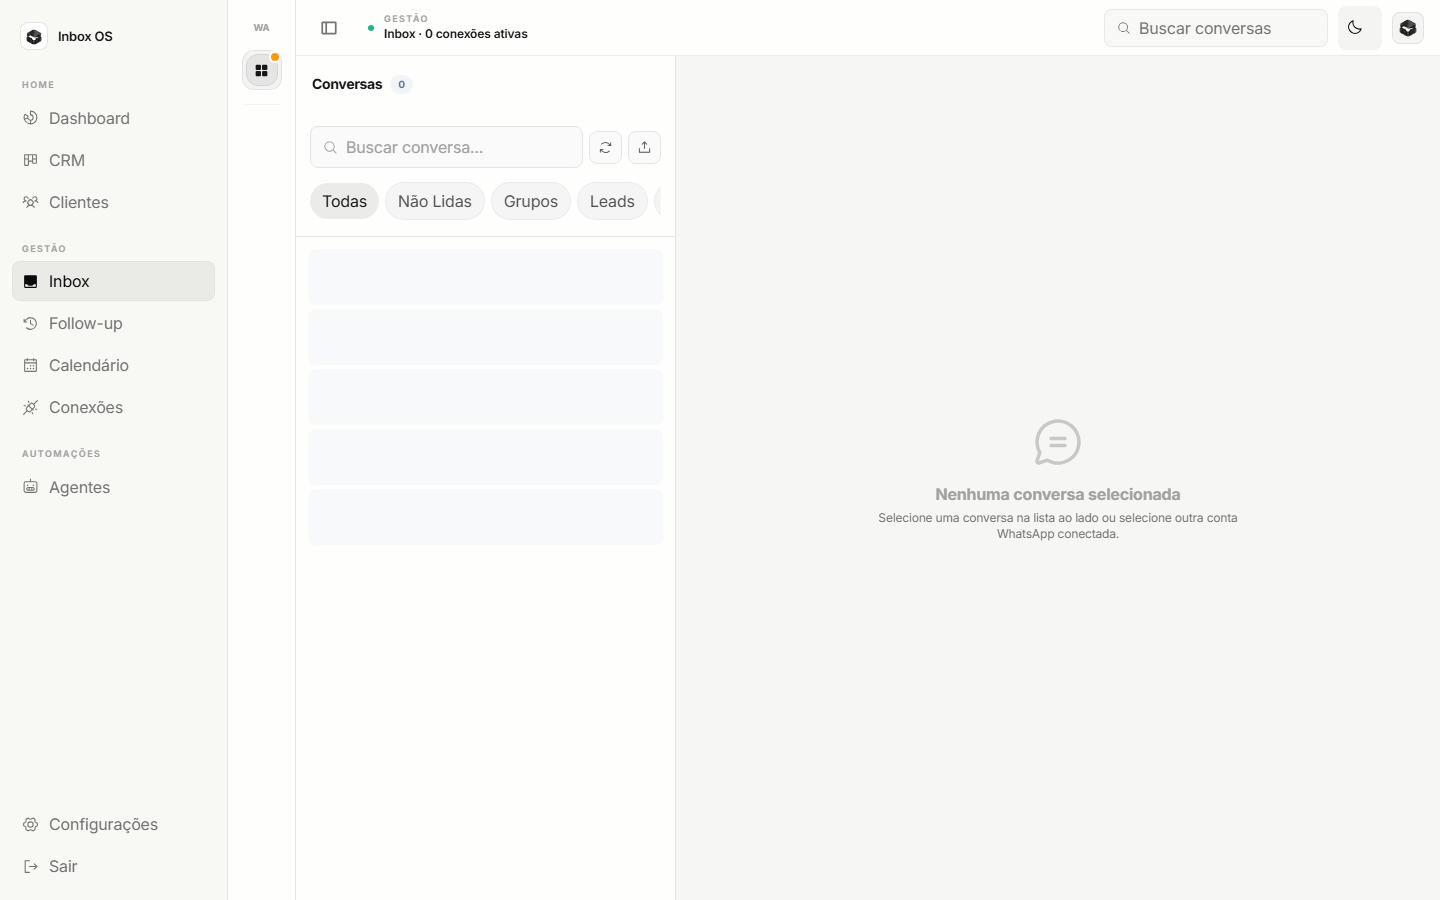 Inbox OS
HOME
Dashboard
CRM
Clientes
GESTÃO
Inbox
Follow-up
Calendário
Conexões
AUTOMAÇÕES
Agentes
Configurações
Sair
WA
GESTÃO
Inbox · 0 conexões ativas
Buscar conversas
Conversas 0
Buscar conversa...
Todas Não Lidas Grupos Leads
Nenhuma conversa selecionada
Selecione uma conversa na lista ao lado ou selecione outra conta
WhatsApp conectada.